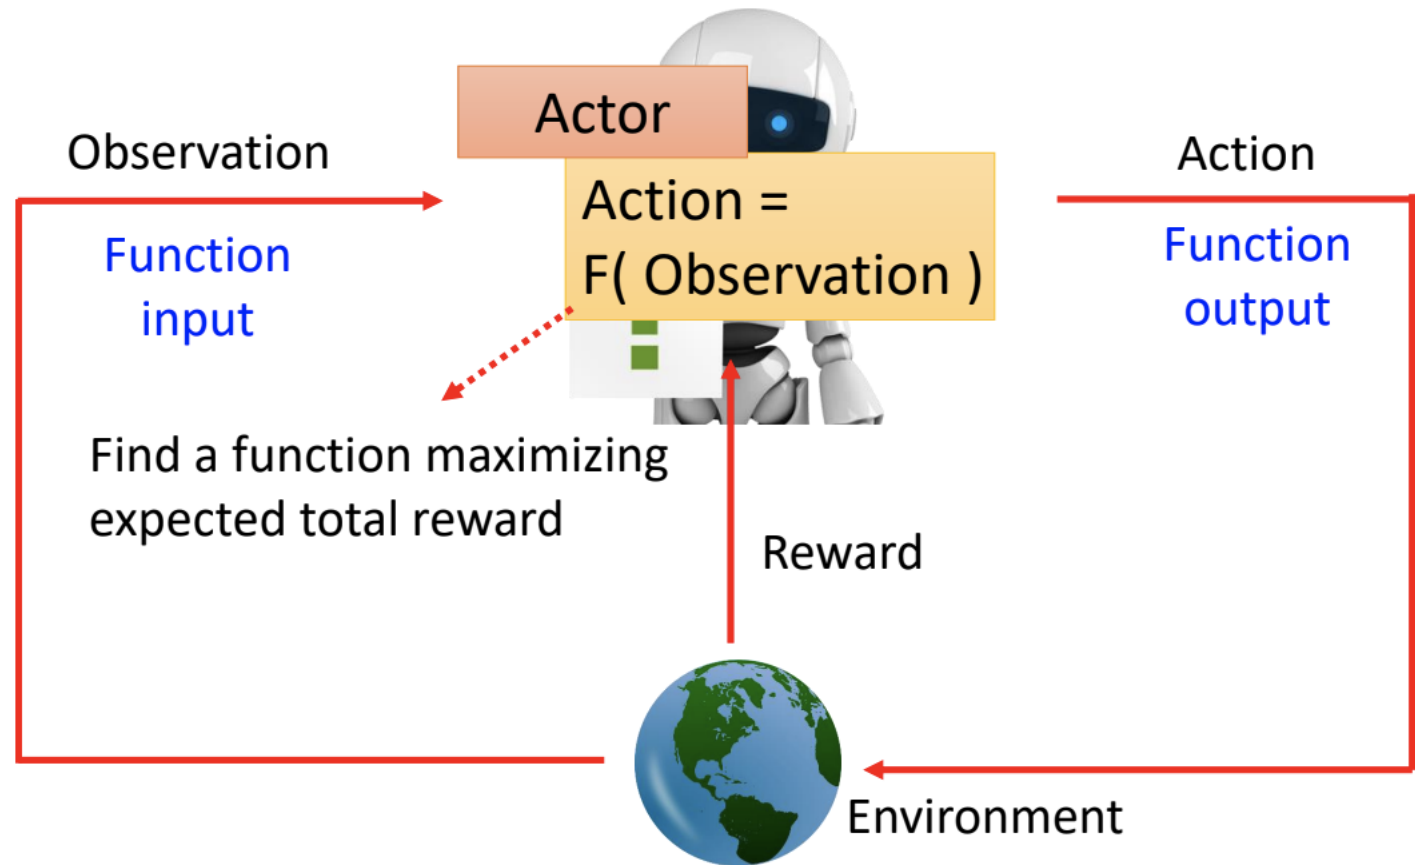 Actor
Observation
Action
Action =
F( Observation )
Function
input
Function
output
Find a function maximizing
expected total reward
Reward
Environment